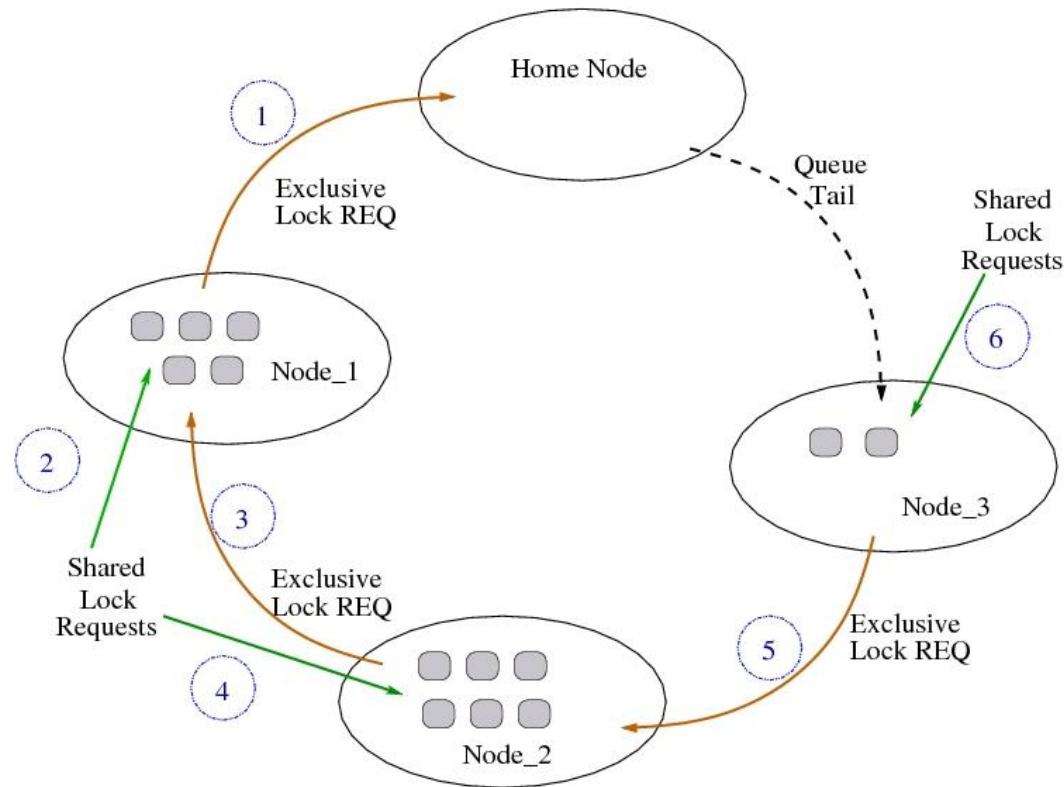 Home Node
1
Exclusive
Lock REQ
Queue
Tail
Shared
Lock
Requests
6
Node_1
2
3
Node_3
Shared
Lock
Requests
Exclusive
Lock REQ
4
5
Exclusive
Lock REQ
Node_2